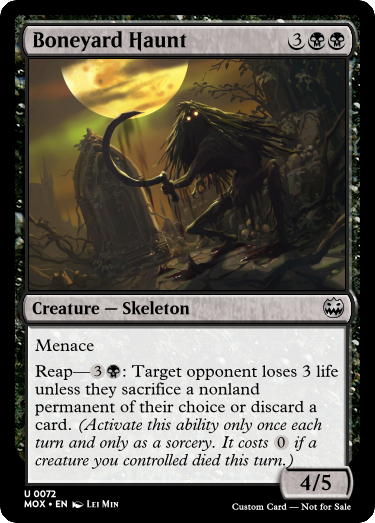 Boneyard Haunt 3
Creature — Skeleton
Menace
Reap—3: Target opponent loses 3 life
unless they sacrifice a nonland
permanent of their choice or discard a
card. (Activate this ability only once each
turn and only as a sorcery. It costs 0 if a
creature you controlled died this turn.)
4/5
U 0072
MOX • EN Lei Min
Custom Card — Not for Sale